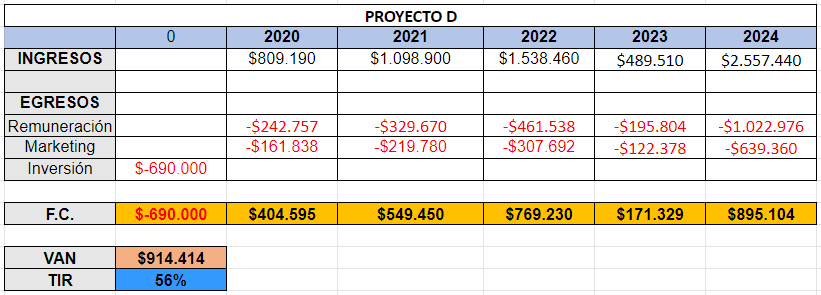 PROYECTO D
0 2020 2021 2022 2023 2024
INGRESOS $809.190 $1.098.900 $1.538.460 $489.510 $2.557.440
EGRESOS
Remuneración -$242.757 -$329.670 -$461.538 -$195.804 -$1.022.976
Marketing -$161.838 -$219.780 -$307.692 -$122.378 -$639.360
Inversión $-690.000
F.C. $-690.000 $404.595 $549.450 $769.230 $171.329 $895.104
VAN $914.414
TIR 56%